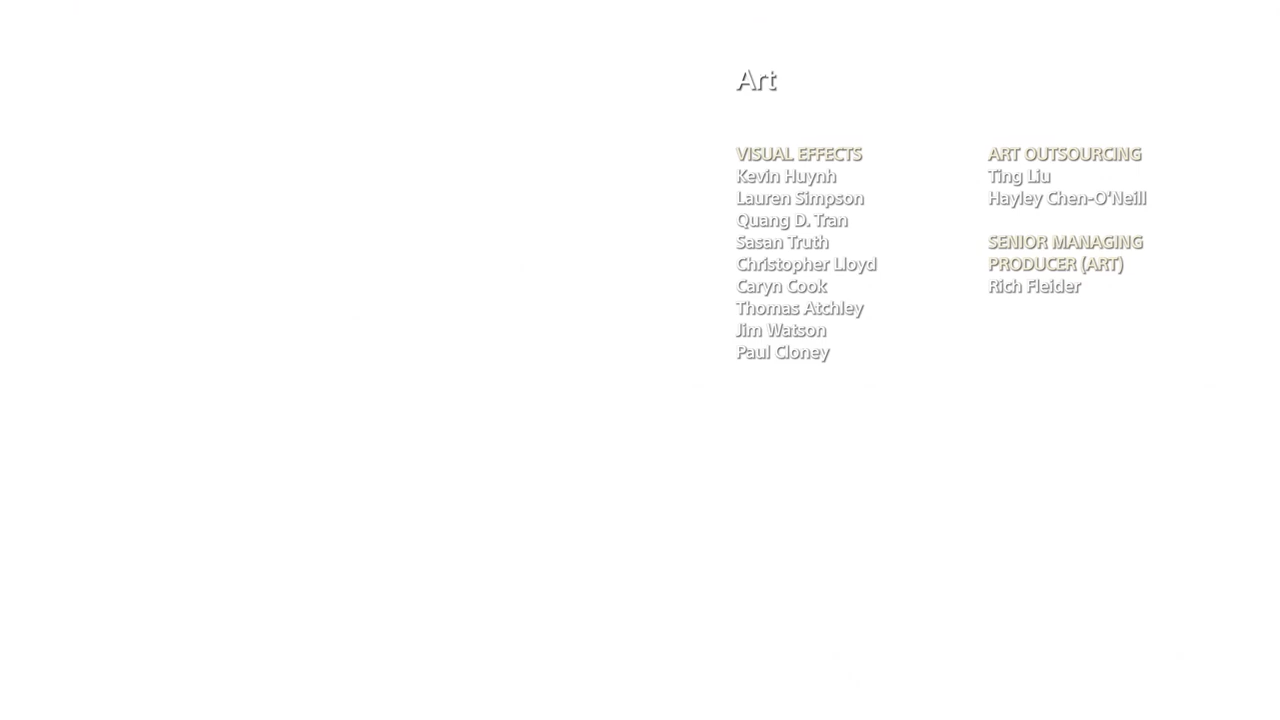 Art
VISUAL EFFECTS
Kevin Huynh
Lauren Simpson
Quang D. Tran
Sasan Truth
Christopher Lloyd
Caryn Cook
Thomas Atchley
Jim Watson
Paul Cloney
ART OUTSOURCING
Ting Liu
Hayley Chen-O'Neill
SENIOR MANAGING
PRODUCER (ART)
Rich Fleider